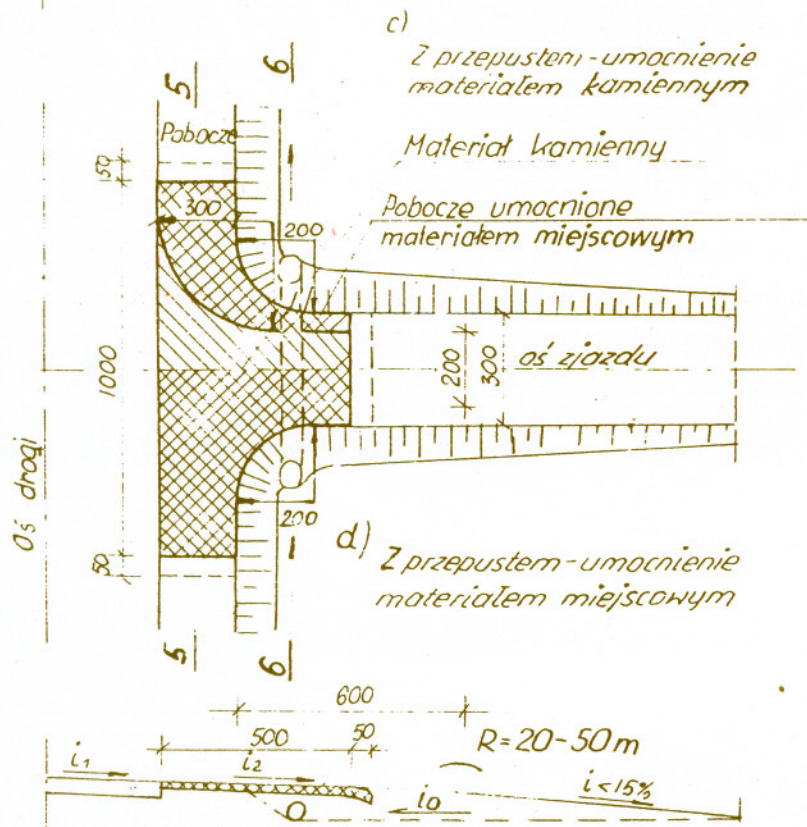 c)
Z przepustem - umocnienie
materiałem kamiennym
5
6
Pobocze
Materiał kamienny
50
300
200
Pobocze umocnione
materiałem miejscowym
1000
200
300
oś zjazdu
Oś drogi
200
50
d)
Z przepustem - umocnienie
materiałem miejscowym
5
6
600
500
50
R=20-50m
i1
i2
i0
i<15%